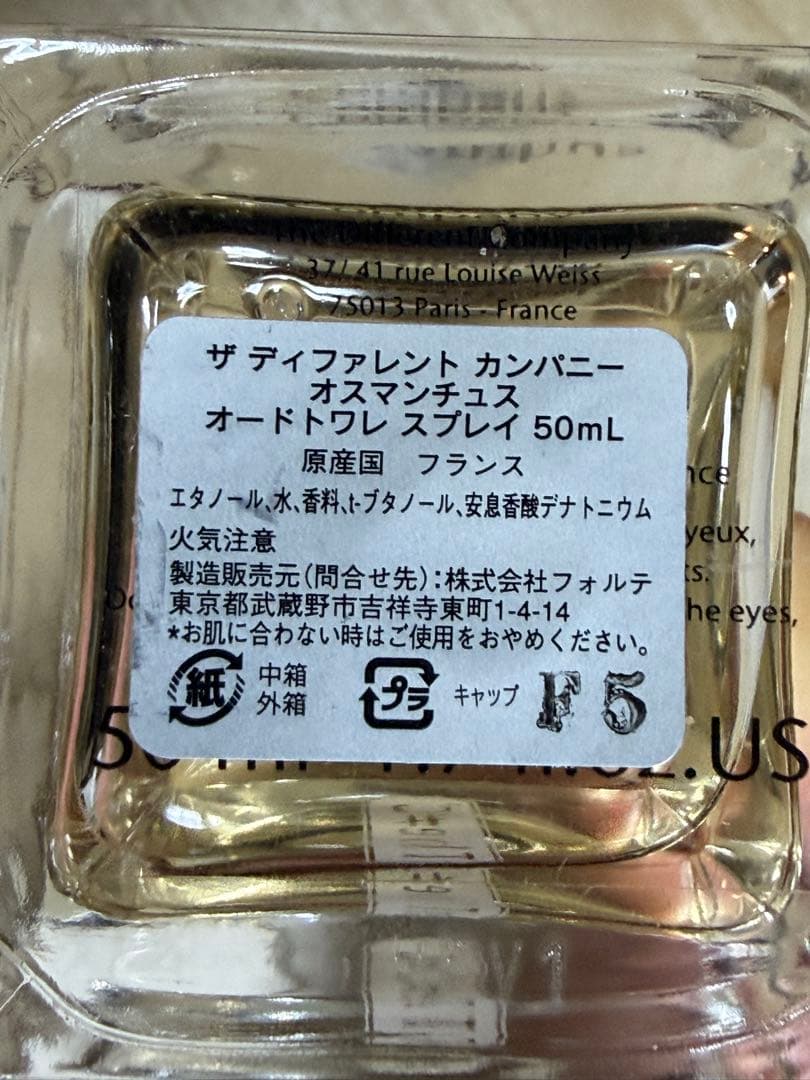 The Different Company
37/41 rue Louise Weiss
75013 Paris - France
ザ ディファレント カンパニー
オスマンチュス
オードトワレ スプレイ 50mL
原産国 フランス
エタノール、水、香料、t-ブタノール、安息香酸デナトニウム
火気注意
製造販売元(問合せ先):株式会社フォルテ
東京都武蔵野市吉祥寺東町1-4-14
*お肌に合わない時はご使用をおやめください。
紙 中箱
外箱
プラ キャップ F5
yeux,
he eyes,
.US